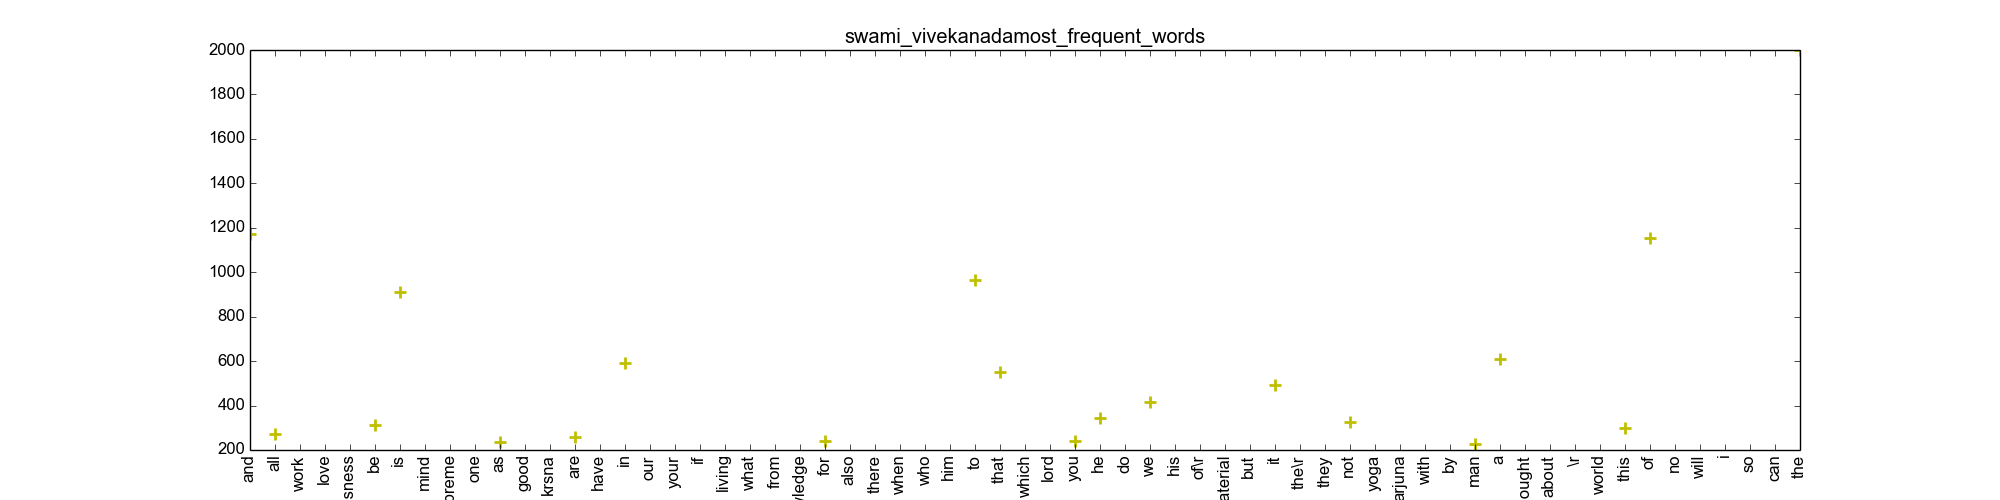 swami_vivekanadamost_frequent_words
2000
1800
1600
1400
1200
1000
800
600
400
200
and
all
work
love
sness
be
is
mind
oreme
one
as
good
krsna
are
have
in
our
your
if
living
what
from
ledge
for
also
there
when
who
him
to
that
which
lord
you
he
do
we
his
of\r
aterial
but
it
the\r
they
not
yoga
arjuna
with
by
man
a
ought
about
\r
world
this
of
no
will
i
so
can
the